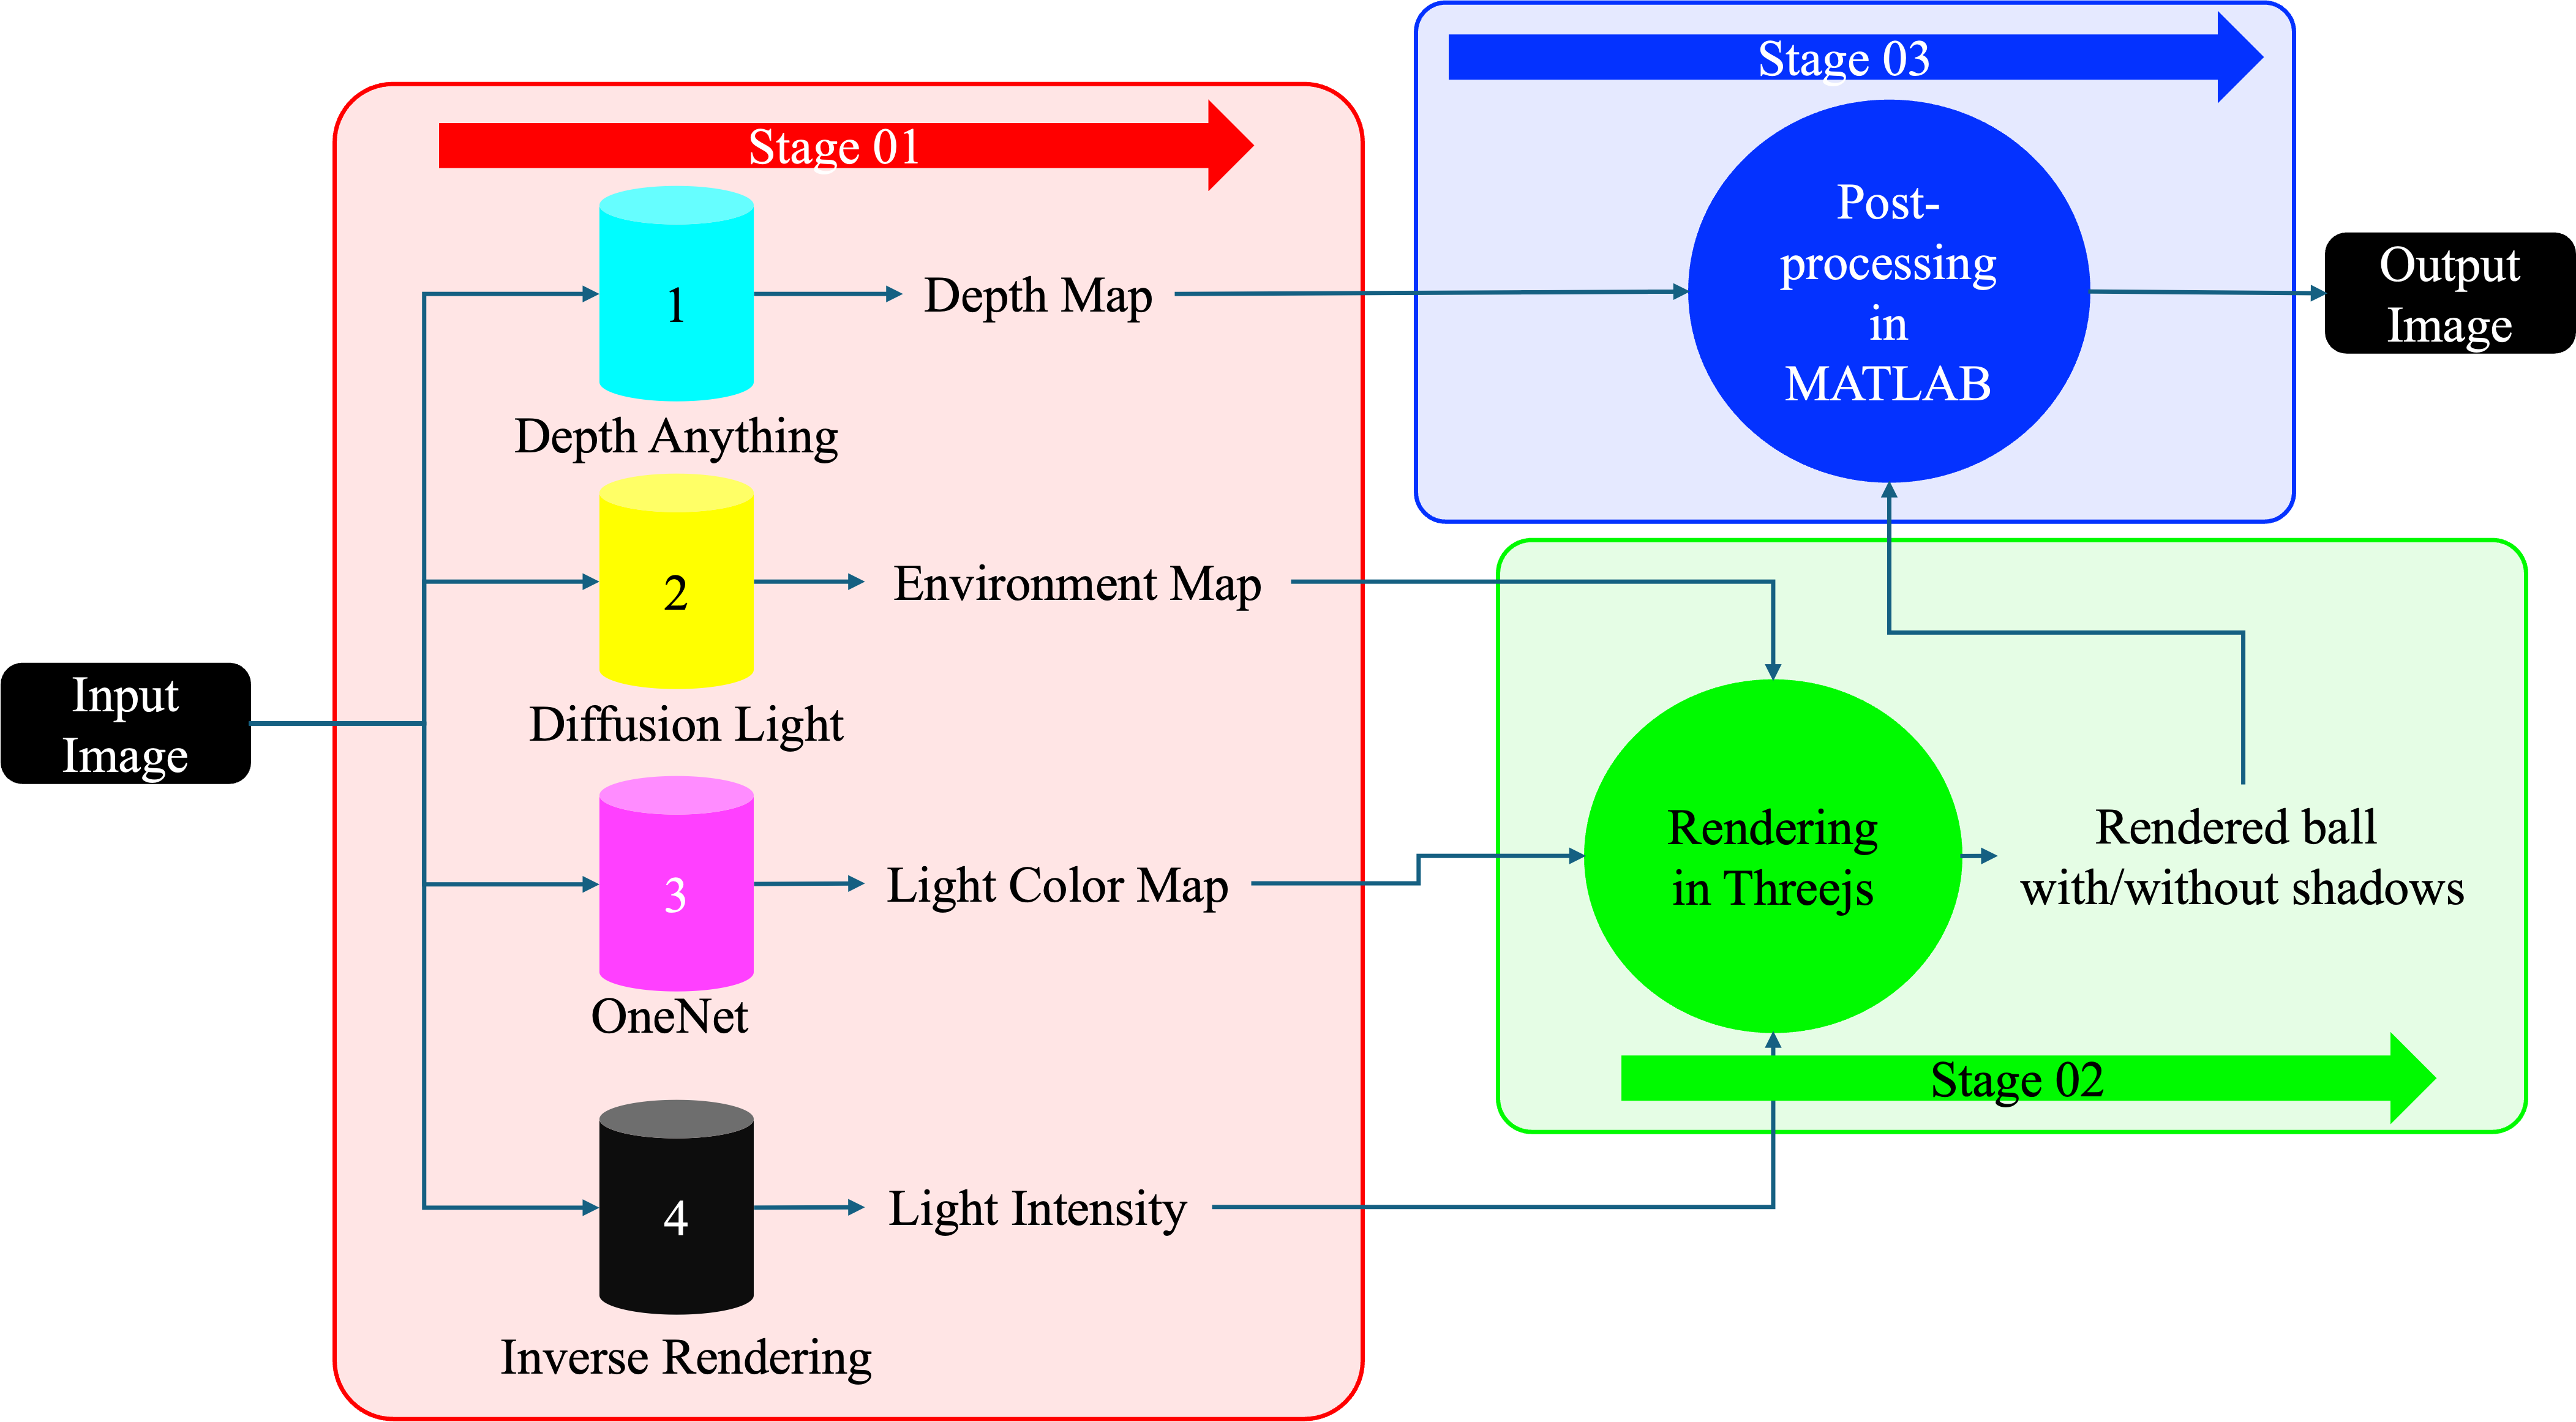 Input
Image
Stage 01
1
Depth Anything
Depth Map
2
Diffusion Light
Environment Map
3
OneNet
Light Color Map
4
Inverse Rendering
Light Intensity
Stage 03
Post-
processing
in
MATLAB
Output
Image
Rendering
in Threejs
Rendered ball
with/without shadows
Stage 02